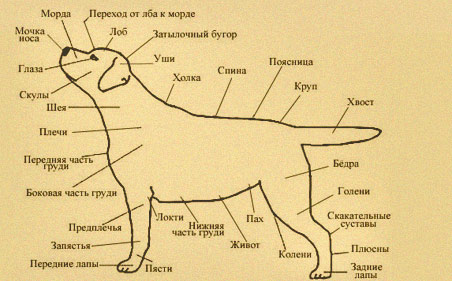 Морда
Переход от лба к морде
Мочка
носа
Лоб
Затылочный бугор
Глаза
Уши
Скулы
Холка
Спина
Поясница
Круп
Хвост
Шея
Плечи
Передняя часть
груди
Боковая часть груди
Бёдра
Голени
Предплечья
Локти
Нижняя
часть груди
Пах
Скакательные
суставы
Запястья
Живот
Колени
Плюсны
Передние лапы
Пясти
Задние
лапы